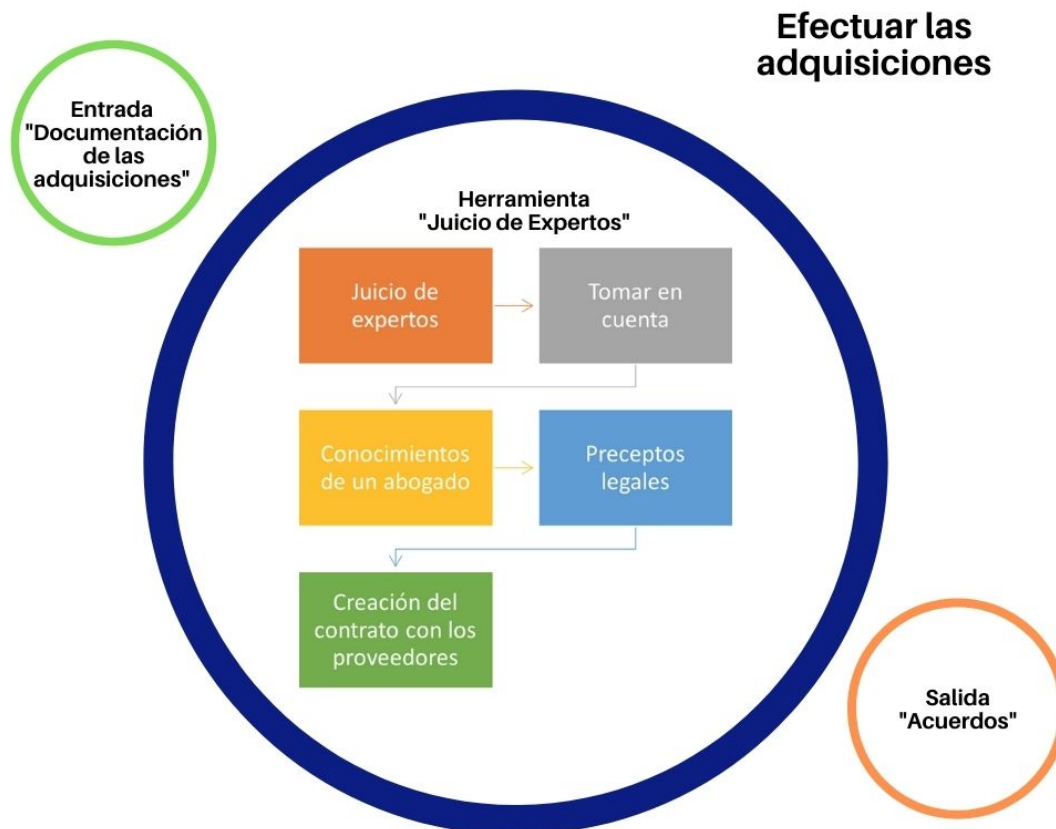 Efectuar las
adquisiciones
Entrada
"Documentación
de las
adquisiciones"
Herramienta
"Juicio de Expertos"
Juicio de
expertos
Tomar en
cuenta
Conocimientos
de un abogado
Preceptos
legales
Creación del
contrato con los
proveedores
Salida
"Acuerdos"